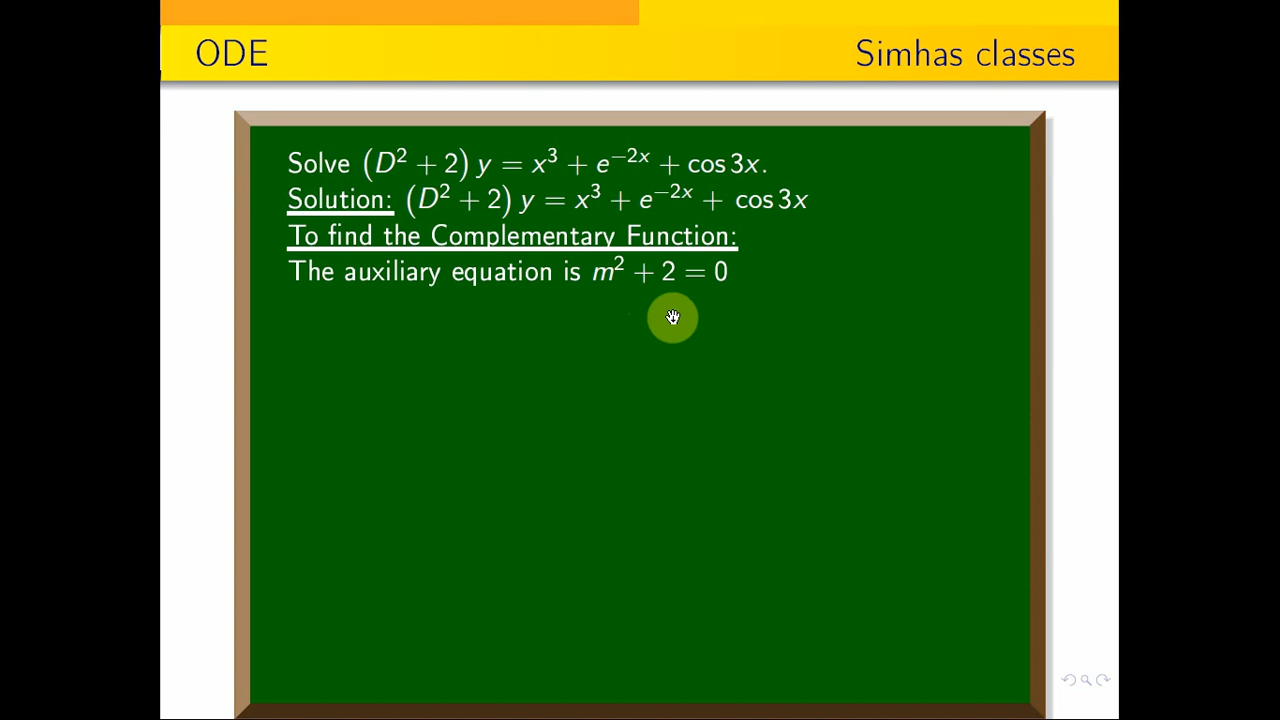 ODE Simhas classes
Solve (D² + 2) y = x³ + e⁻²ˣ + cos 3x.
Solution: (D² + 2) y = x³ + e⁻²ˣ + cos 3x
To find the Complementary Function:
The auxiliary equation is m² + 2 = 0